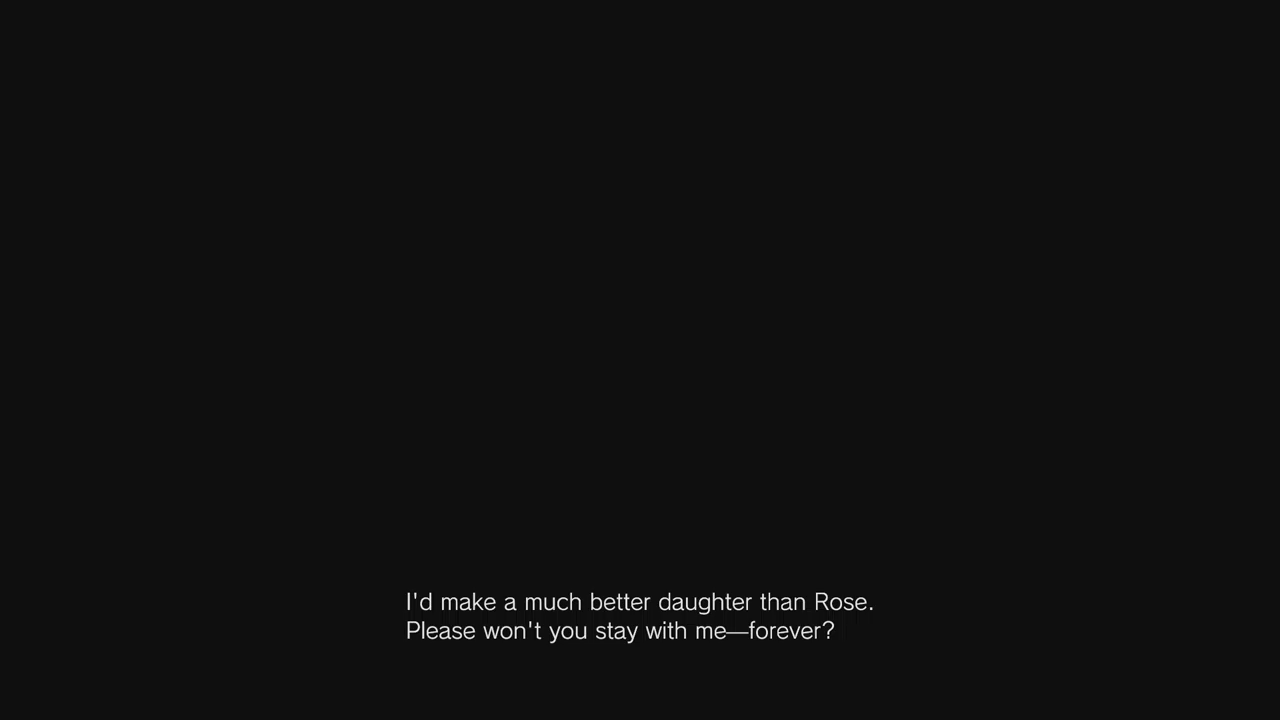 I'd make a much better daughter than Rose.
Please won't you stay with me—forever?